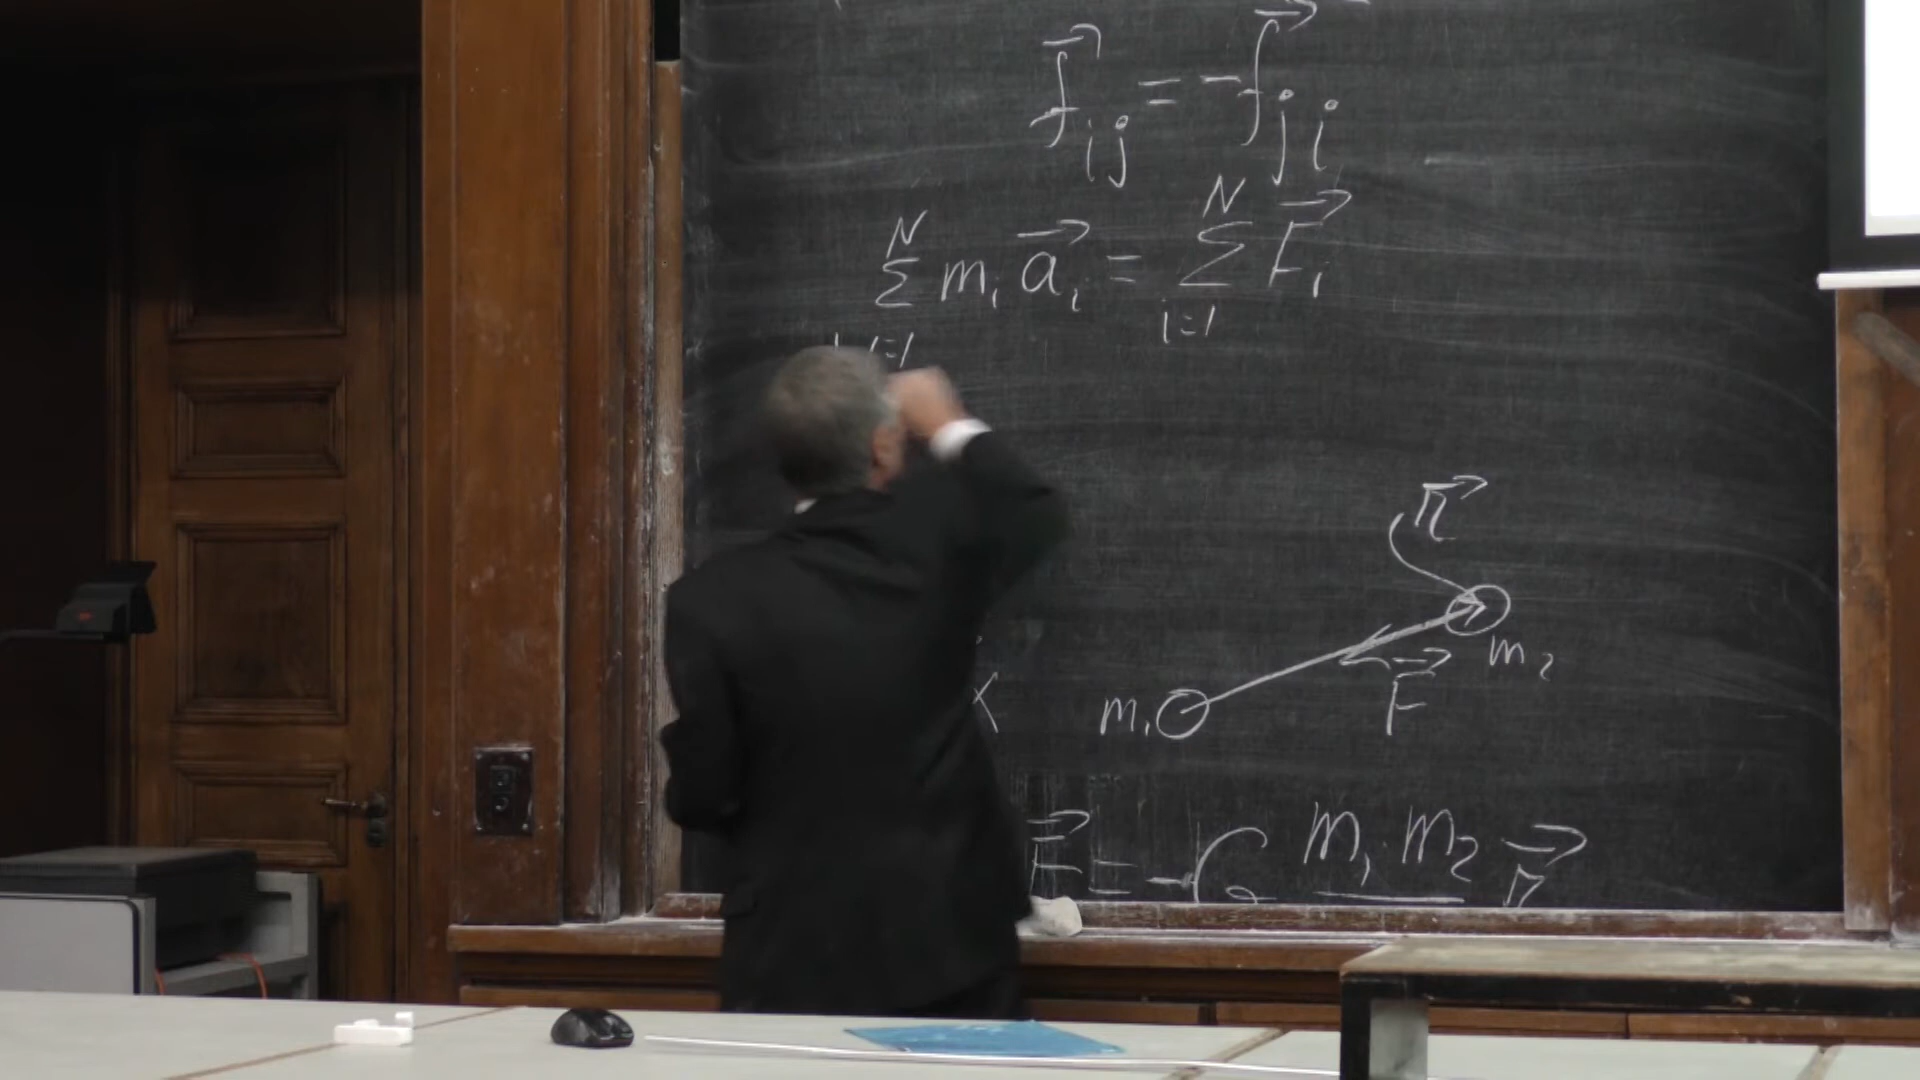 f⃗ij = -f⃗ji
N N
Σ mi a⃗i = Σ F⃗i
i=1 i=1
r⃗
m2
F⃗
x m1
F⃗ = -G m1 m2 r⃗